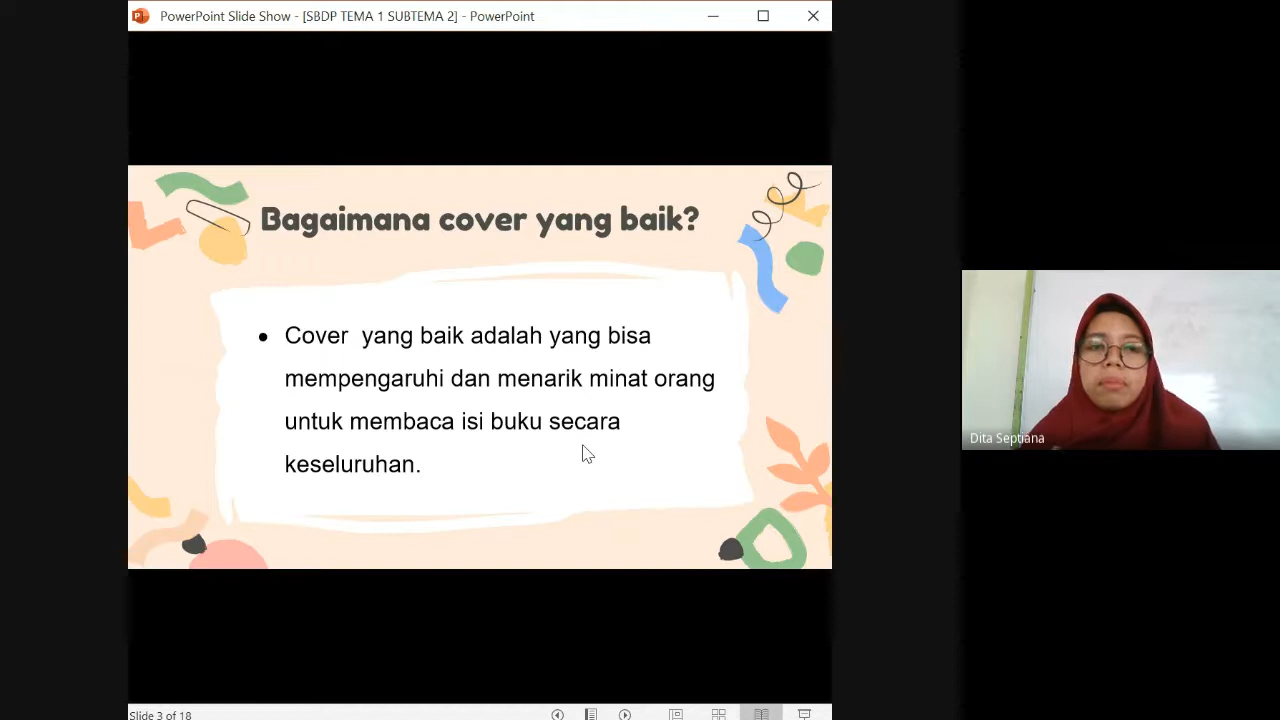 PowerPoint Slide Show - [SBDP TEMA 1 SUBTEMA 2] - PowerPoint
Bagaimana cover yang baik?
• Cover  yang baik adalah yang bisa
mempengaruhi dan menarik minat orang
untuk membaca isi buku secara
keseluruhan.
Dita Septiana
Slide 3 of 18